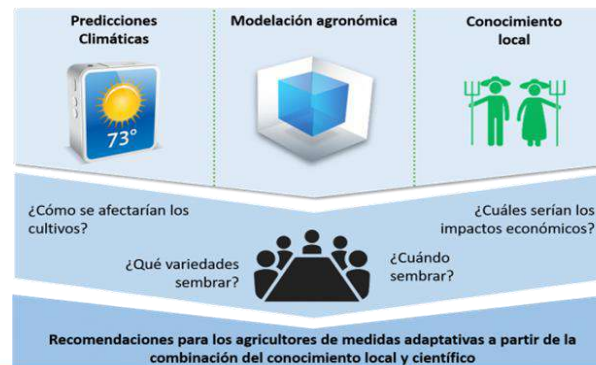 Predicciones
Climáticas
Modelación agronómica
Conocimiento
local
73°
¿Cómo se afectarían los
cultivos?
¿Qué variedades
sembrar?
¿Cuándo
sembrar?
¿Cuáles serían los
impactos económicos?
Recomendaciones para los agricultores de medidas adaptativas a partir de la
combinación del conocimiento local y científico